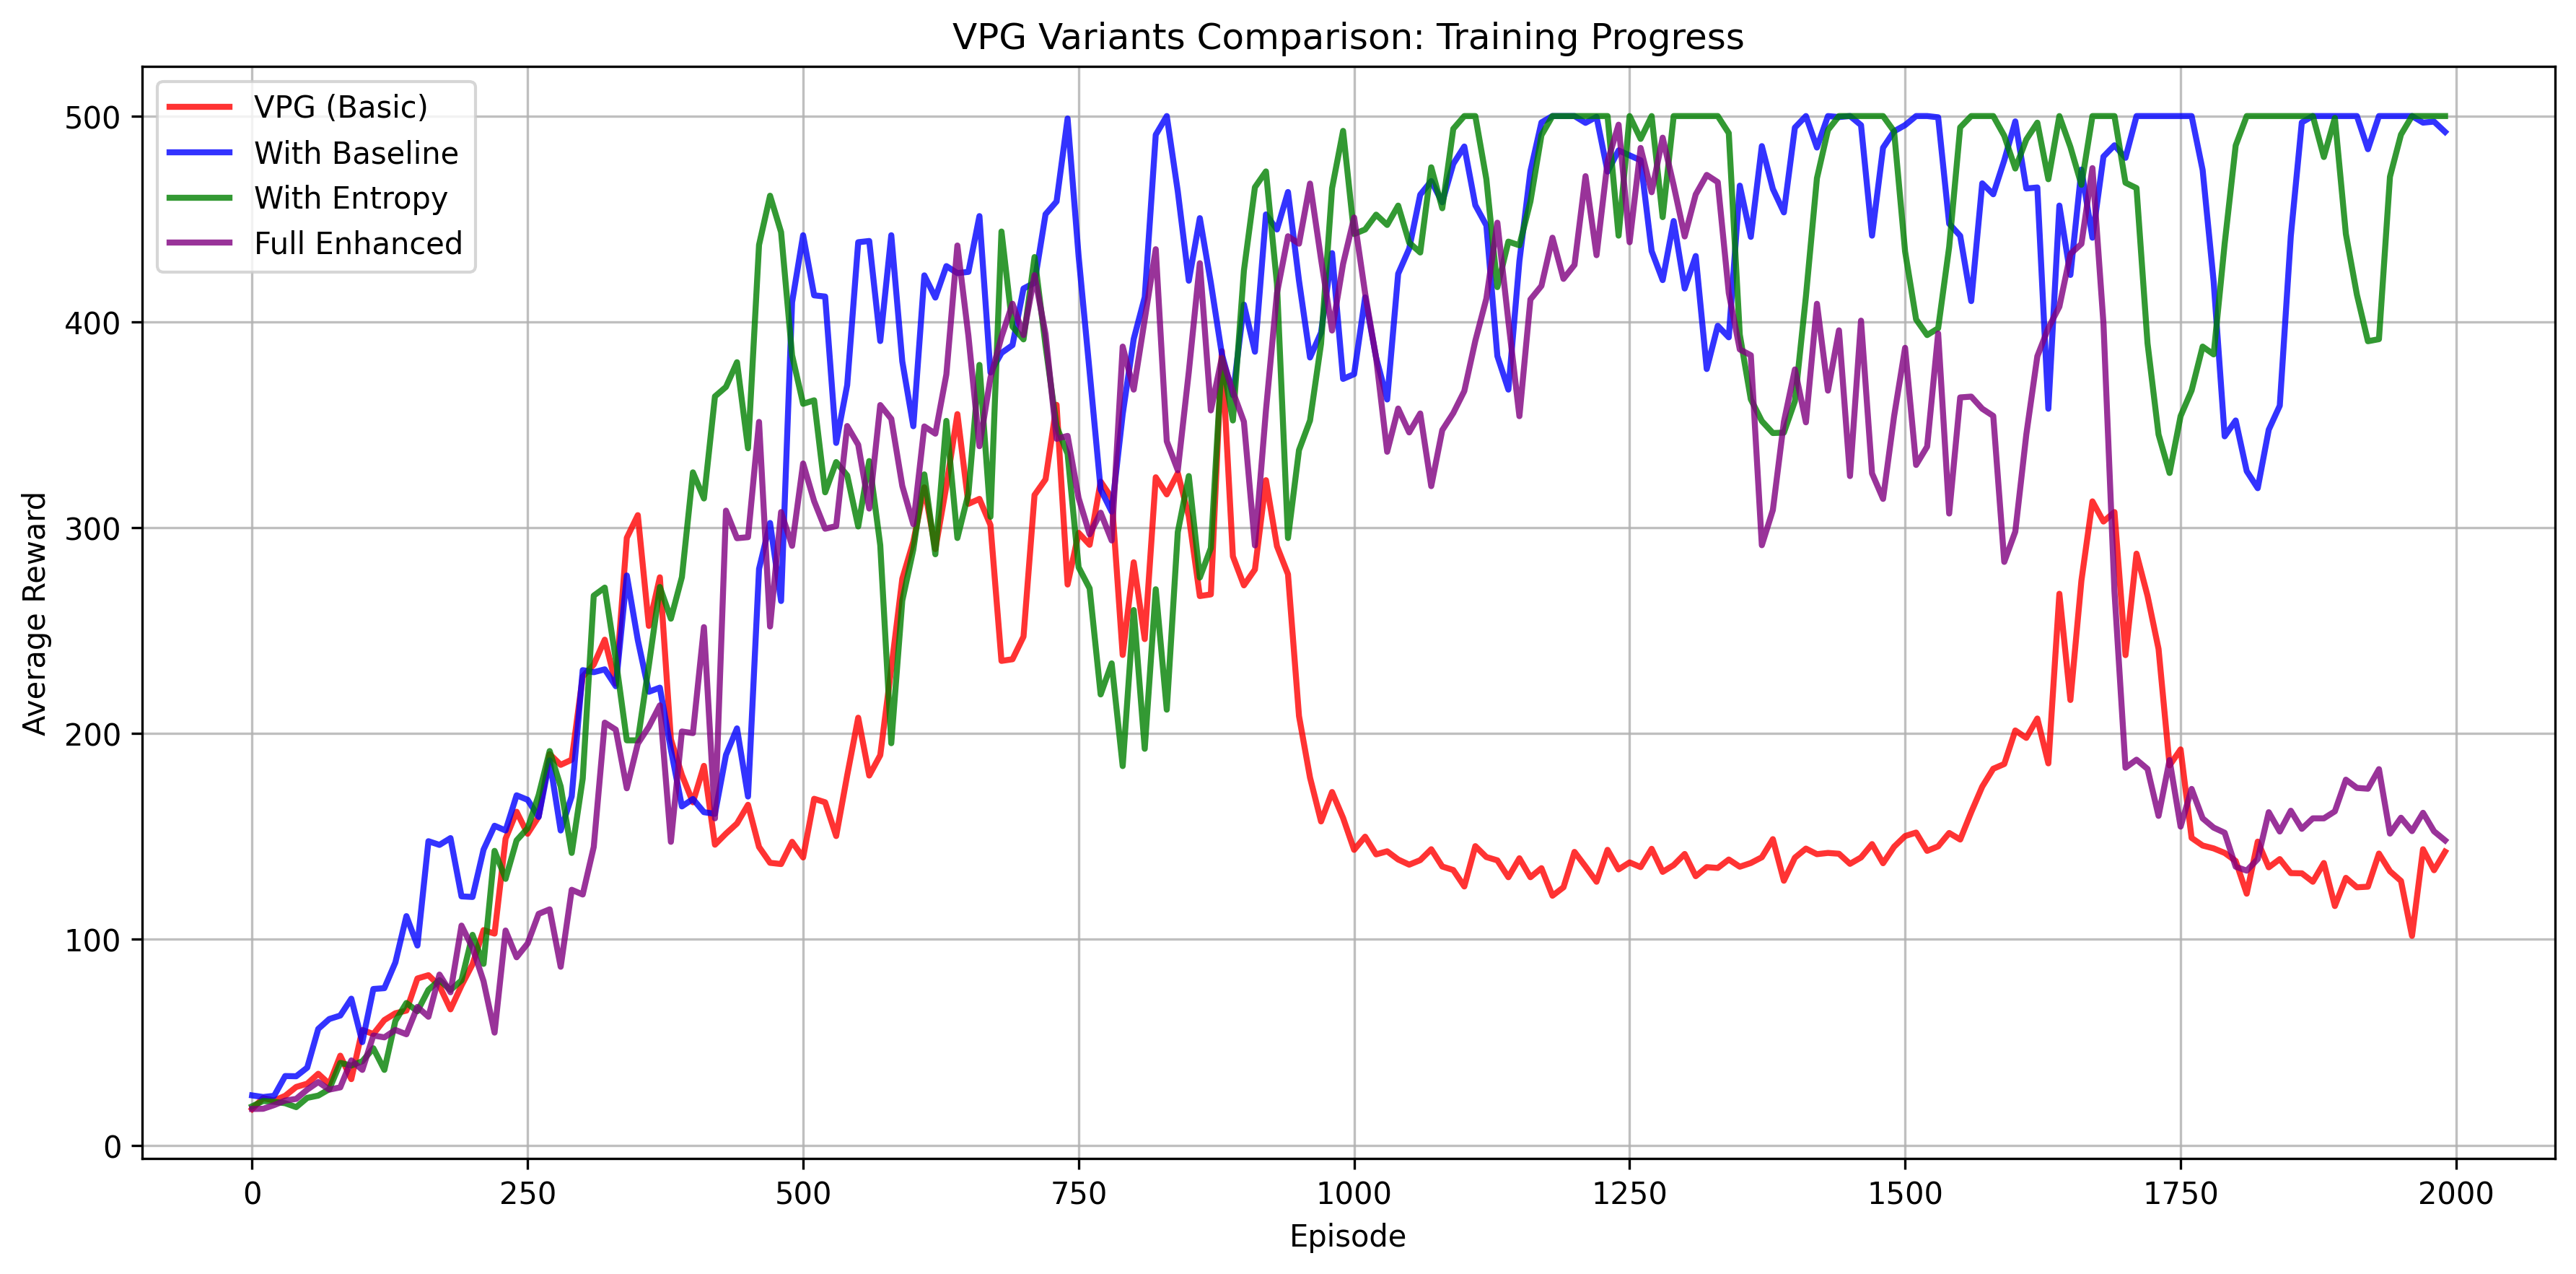 VPG Variants Comparison: Training Progress
VPG (Basic)
With Baseline
With Entropy
Full Enhanced
Average Reward
500
400
300
200
100
0
0 250 500 750 1000 1250 1500 1750 2000
Episode